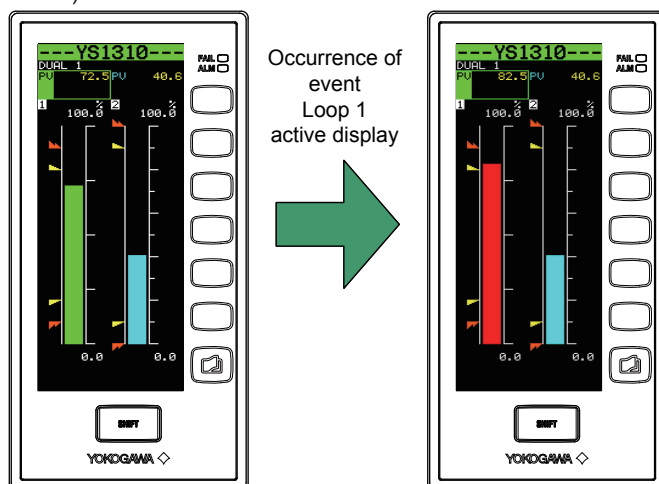 ---YS1310---
DUAL 1
PV 72.5 PV 40.6
1 % 2 %
100.0 100.0
0.0 0.0
FAIL
ALM
SHIFT
YOKOGAWA
Occurrence of
event
Loop 1
active display
---YS1310---
DUAL 1
PV 82.5 PV 40.6
1 % 2 %
100.0 100.0
0.0 0.0
FAIL
ALM
SHIFT
YOKOGAWA